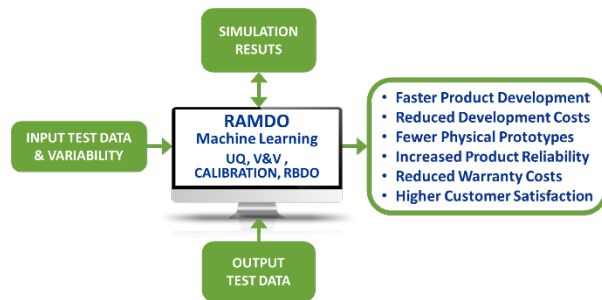 SIMULATION
RESUTS
INPUT TEST DATA
& VARIABILITY
RAMDO
Machine Learning
UQ, V&V ,
CALIBRATION, RBDO
• Faster Product Development
• Reduced Development Costs
• Fewer Physical Prototypes
• Increased Product Reliability
• Reduced Warranty Costs
• Higher Customer Satisfaction
OUTPUT
TEST DATA